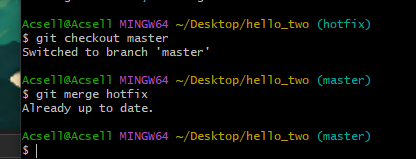 Acsell@Acsell MINGW64 ~/Desktop/hello_two (hotfix)
$ git checkout master
Switched to branch 'master'
Acsell@Acsell MINGW64 ~/Desktop/hello_two (master)
$ git merge hotfix
Already up to date.
Acsell@Acsell MINGW64 ~/Desktop/hello_two (master)
$